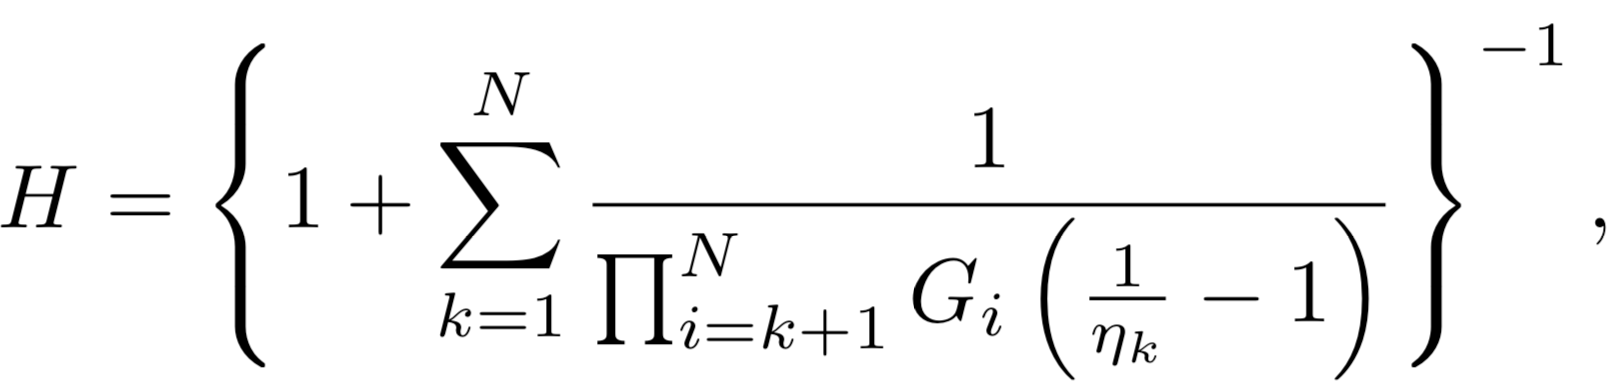 H = \left\{ 1 + \sum_{k=1}^{N} \frac{1}{\prod_{i=k+1}^{N} G_i \left( \frac{1}{\eta_k} - 1 \right)} \right\}^{-1},